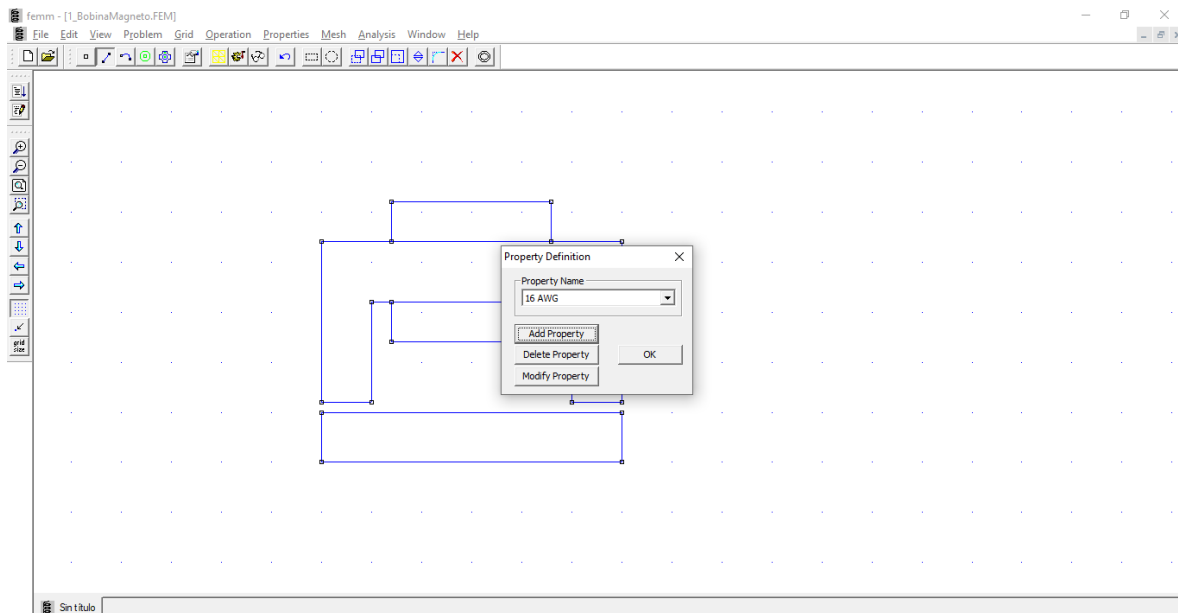 femm - [1_BobinaMagneto.FEM]
File Edit View Problem Grid Operation Properties Mesh Analysis Window Help
grid
size
Property Definition
Property Name
16 AWG
Add Property
Delete Property
OK
Modify Property
Sin título